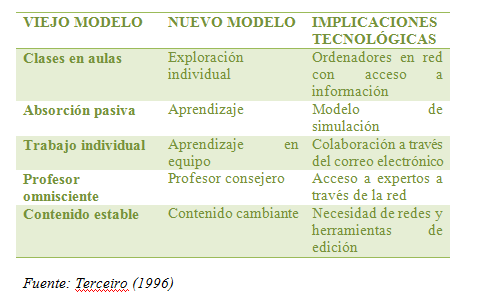 VIEJO MODELO NUEVO MODELO IMPLICACIONES
TECNOLÓGICAS
Clases en aulas Exploración Ordenadores en red
individual con acceso a
información
Absorción pasiva Aprendizaje Modelo de
simulación
Trabajo individual Aprendizaje en Colaboración a través
equipo del correo electrónico
Profesor Profesor consejero Acceso a expertos a
omnisciente través de la red
Contenido estable Contenido cambiante Necesidad de redes y
herramientas de
edición
Fuente: Terceiro (1996)